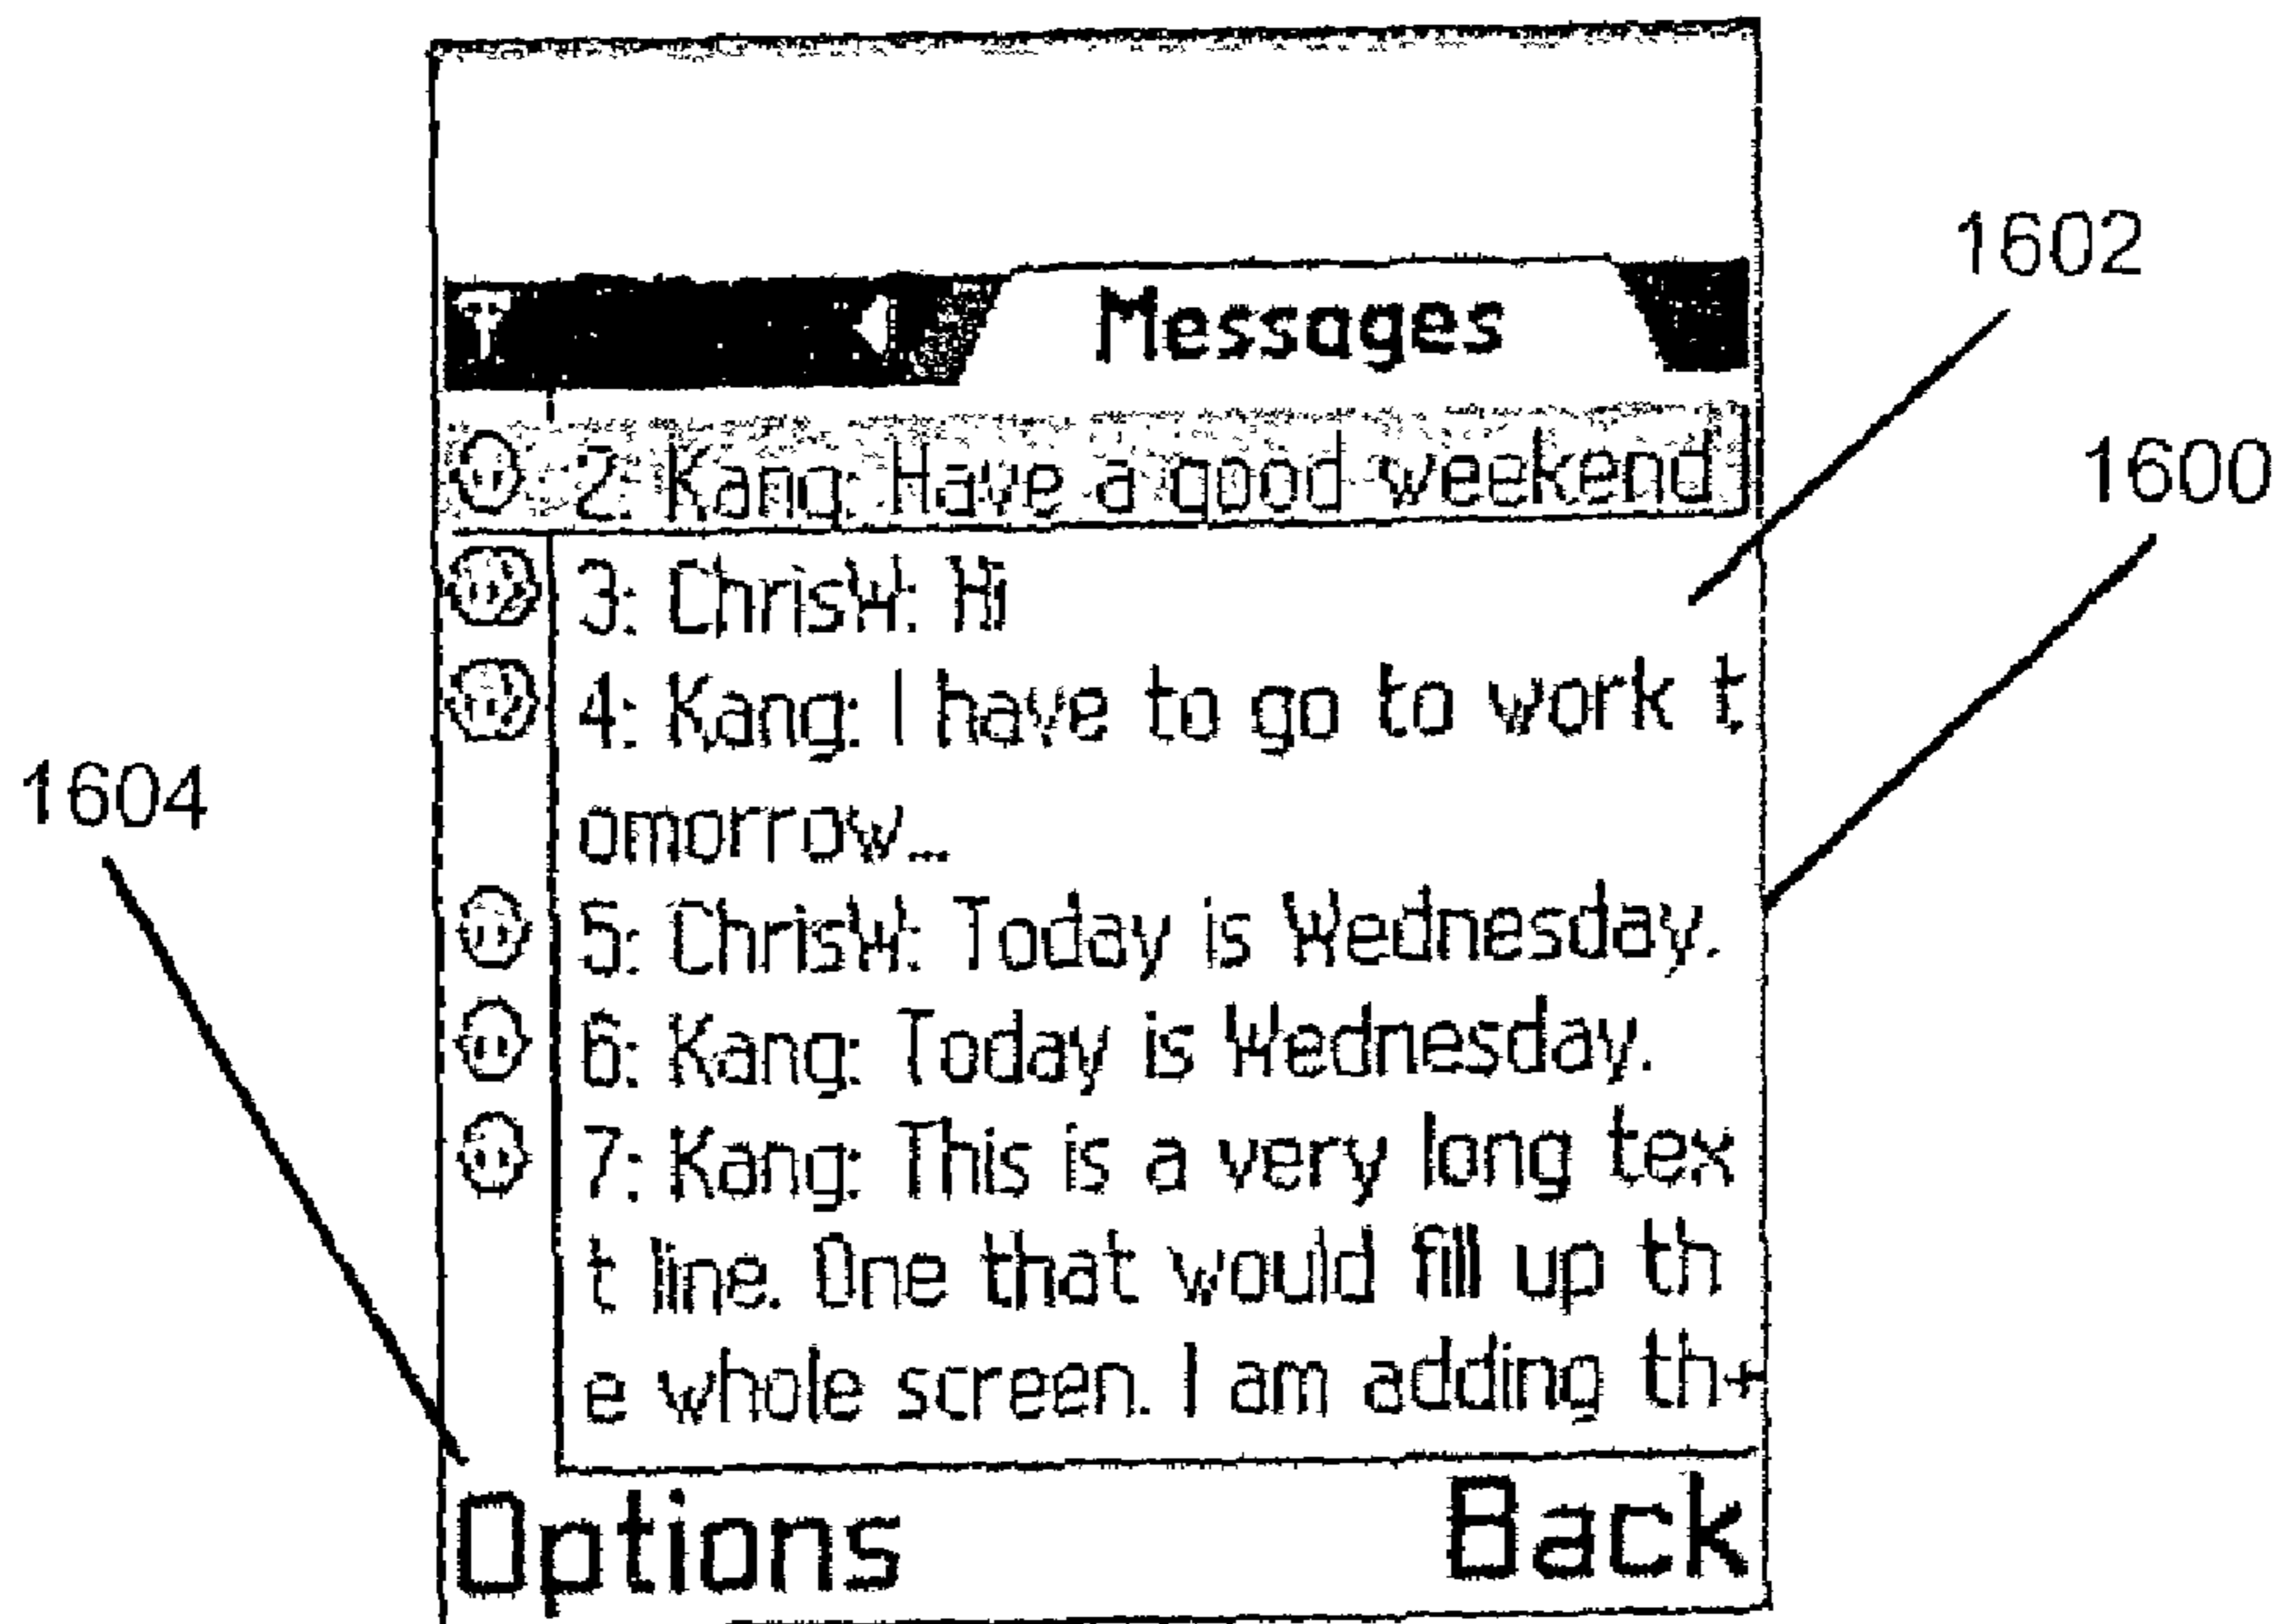 Messages
1602
2: Kang: Have a good weekend
1600
3: ChrisW: Hi
4: Kang: I have to go to work t
1604
omorrow...
5: ChrisW: Today is Wednesday.
6: Kang: Today is Wednesday.
7: Kang: This is a very long tex
t line. One that would fill up th
e whole screen. I am adding th+
Options Back